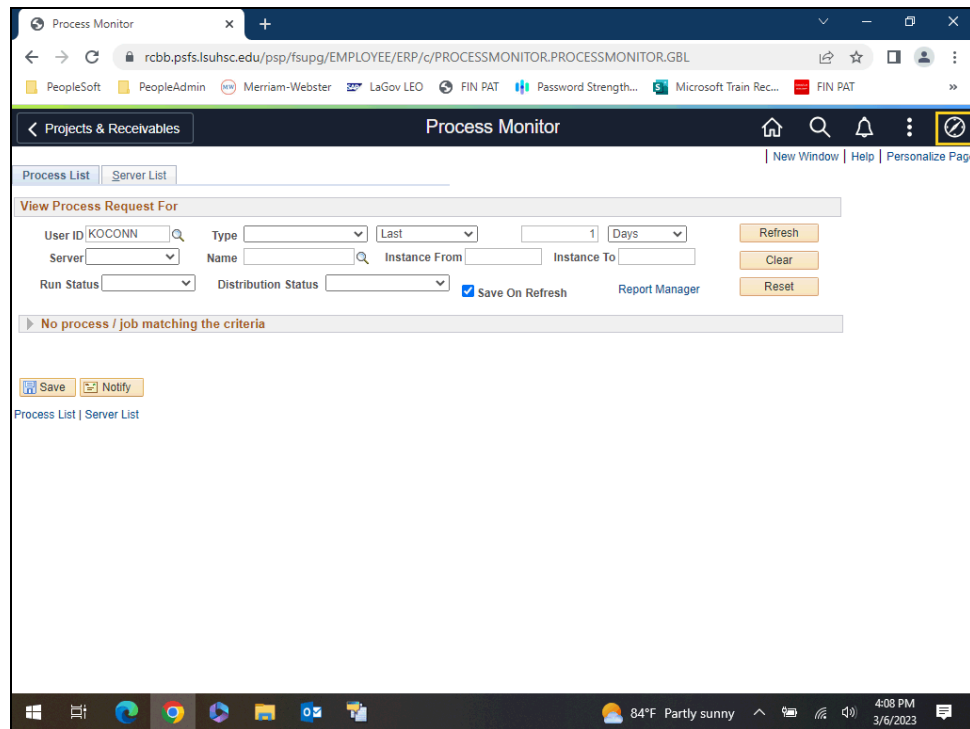 Process Monitor
rcbb.psfs.lsuhsc.edu/psp/fsupg/EMPLOYEE/ERP/c/PROCESSMONITOR.PROCESSMONITOR.GBL
PeopleSoft PeopleAdmin MW Merriam-Webster SAP LaGov LEO FIN PAT Password Strength... S Microsoft Train Rec... FIN PAT »
Projects & Receivables Process Monitor
New Window | Help | Personalize Pag
Process List Server List
View Process Request For
User ID KOCONN Type Last 1 Days Refresh
Server Name Instance From Instance To Clear
Run Status Distribution Status Save On Refresh Report Manager Reset
No process / job matching the criteria
Save Notify
Process List | Server List
84°F Partly sunny 4:08 PM
3/6/2023